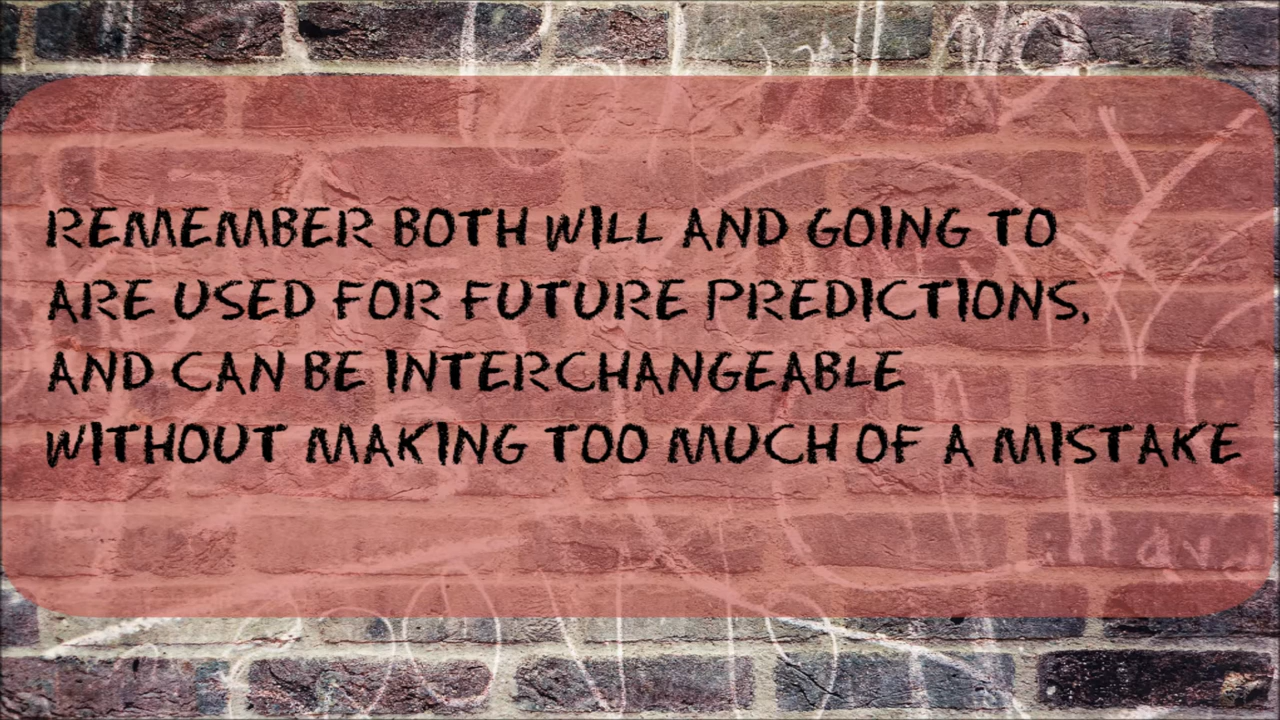 REMEMBER BOTH WILL AND GOING TO
ARE USED FOR FUTURE PREDICTIONS,
AND CAN BE INTERCHANGEABLE
WITHOUT MAKING TOO MUCH OF A MISTAKE